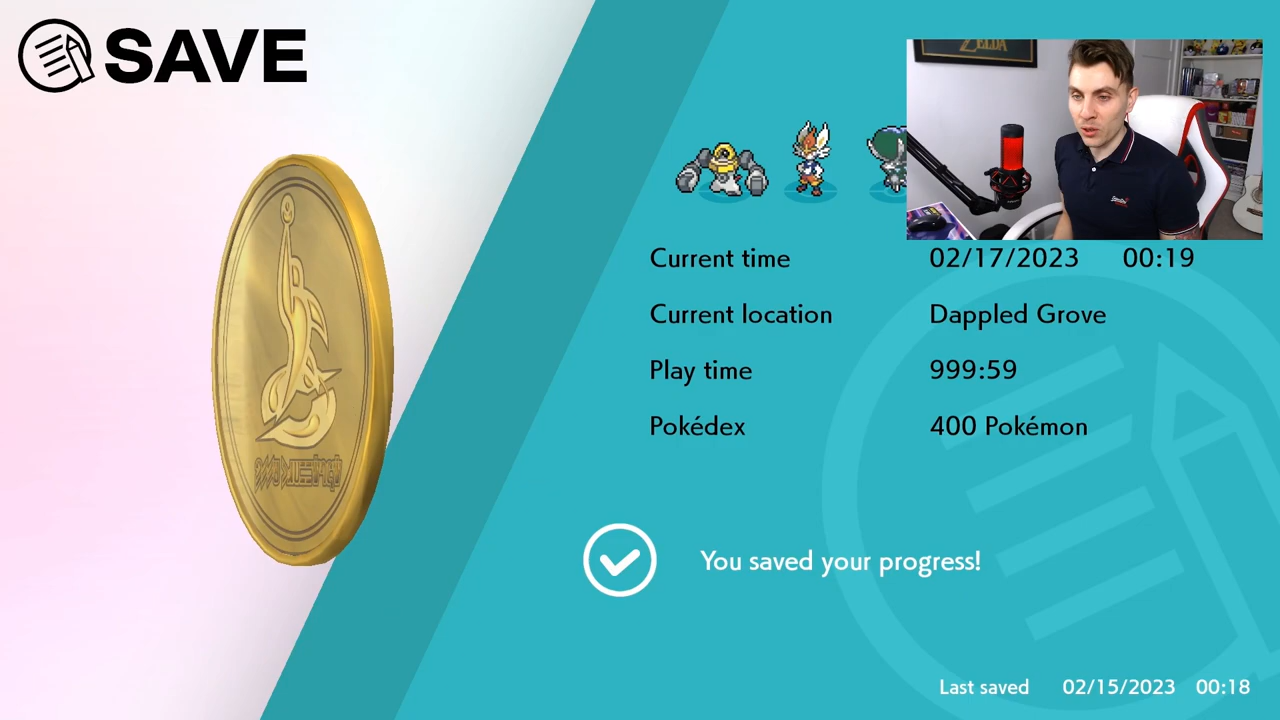 SAVE
ZELDA
Current time 02/17/2023 00:19
Current location Dappled Grove
Play time 999:59
Pokédex 400 Pokémon
You saved your progress!
Last saved 02/15/2023 00:18